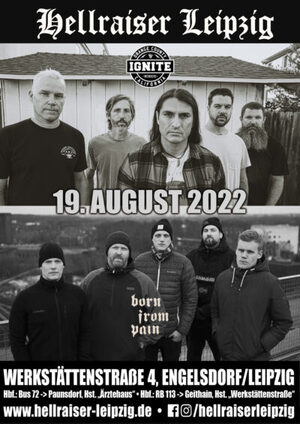 Hellraiser Leipzig
ORANGE COUNTY
IGNITE
CALIFORNIA
19. AUGUST 2022
born
from
pain
WERKSTÄTTENSTRAßE 4, ENGELSDORF/LEIPZIG
Hbf.: Bus 72 -> Paunsdorf, Hst. „Ärztehaus" • Hbf.: RB 113 -> Geithain, Hst. „Werkstättenstraße"
www.hellraiser-leipzig.de • /hellraiserleipzig